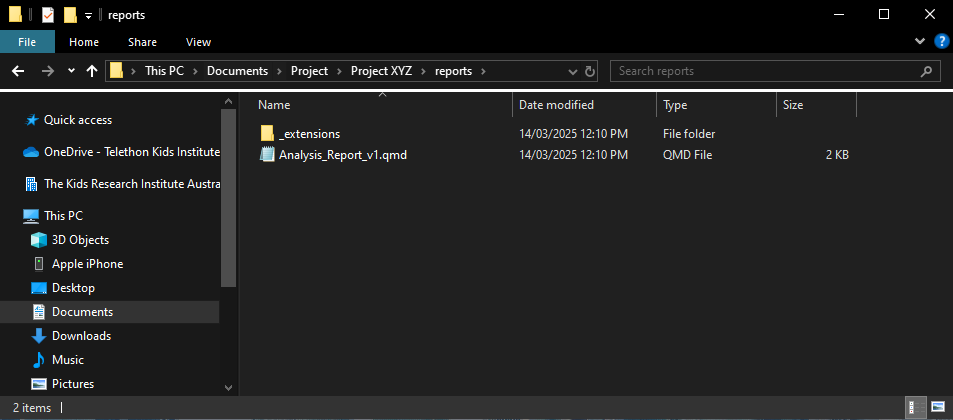 reports
File Home Share View
This PC Documents Project Project XYZ reports Search reports
Name Date modified Type Size
Quick access
OneDrive - Telethon Kids Institute
The Kids Research Institute Austra
This PC
3D Objects
Apple iPhone
Desktop
Documents
Downloads
Music
Pictures
_extensions 14/03/2025 12:10 PM File folder
Analysis_Report_v1.qmd 14/03/2025 12:10 PM QMD File 2 KB
2 items